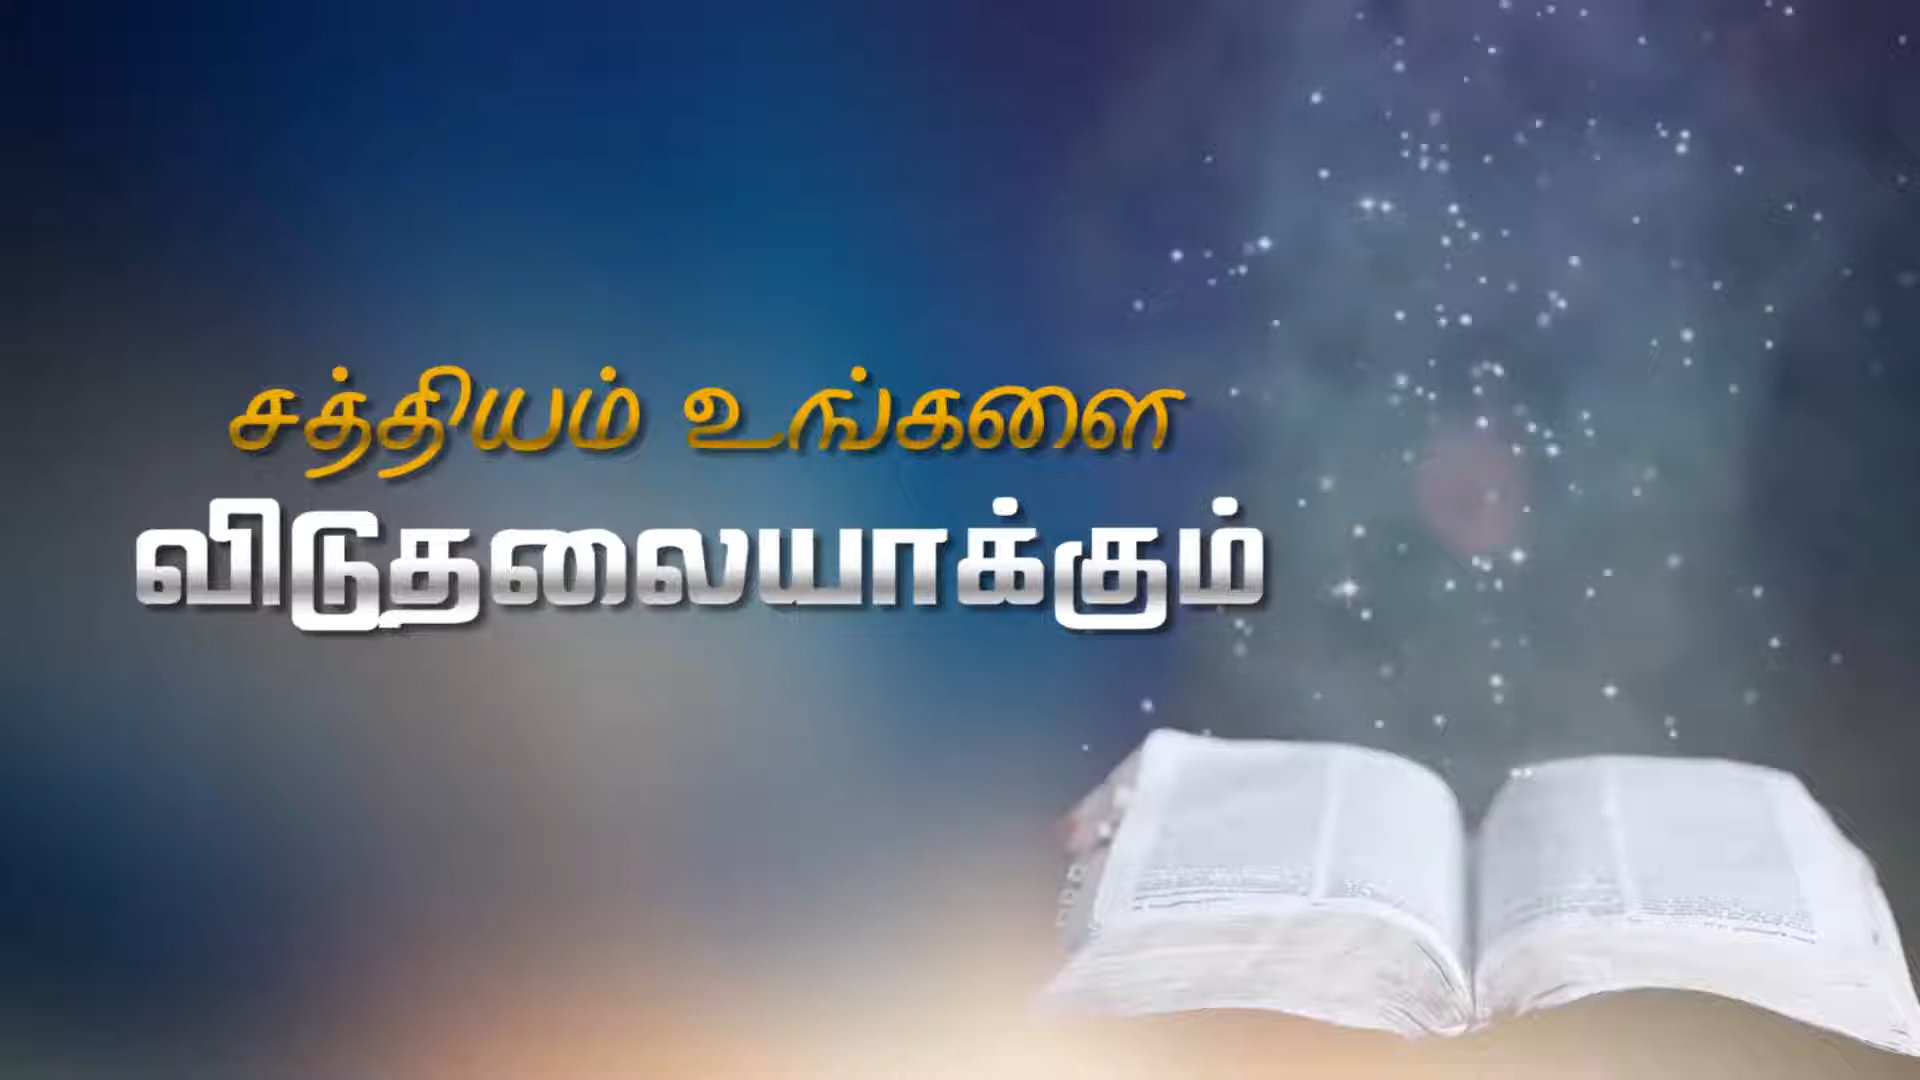 சத்தியம் உங்களை
விடுதலையாக்கும்